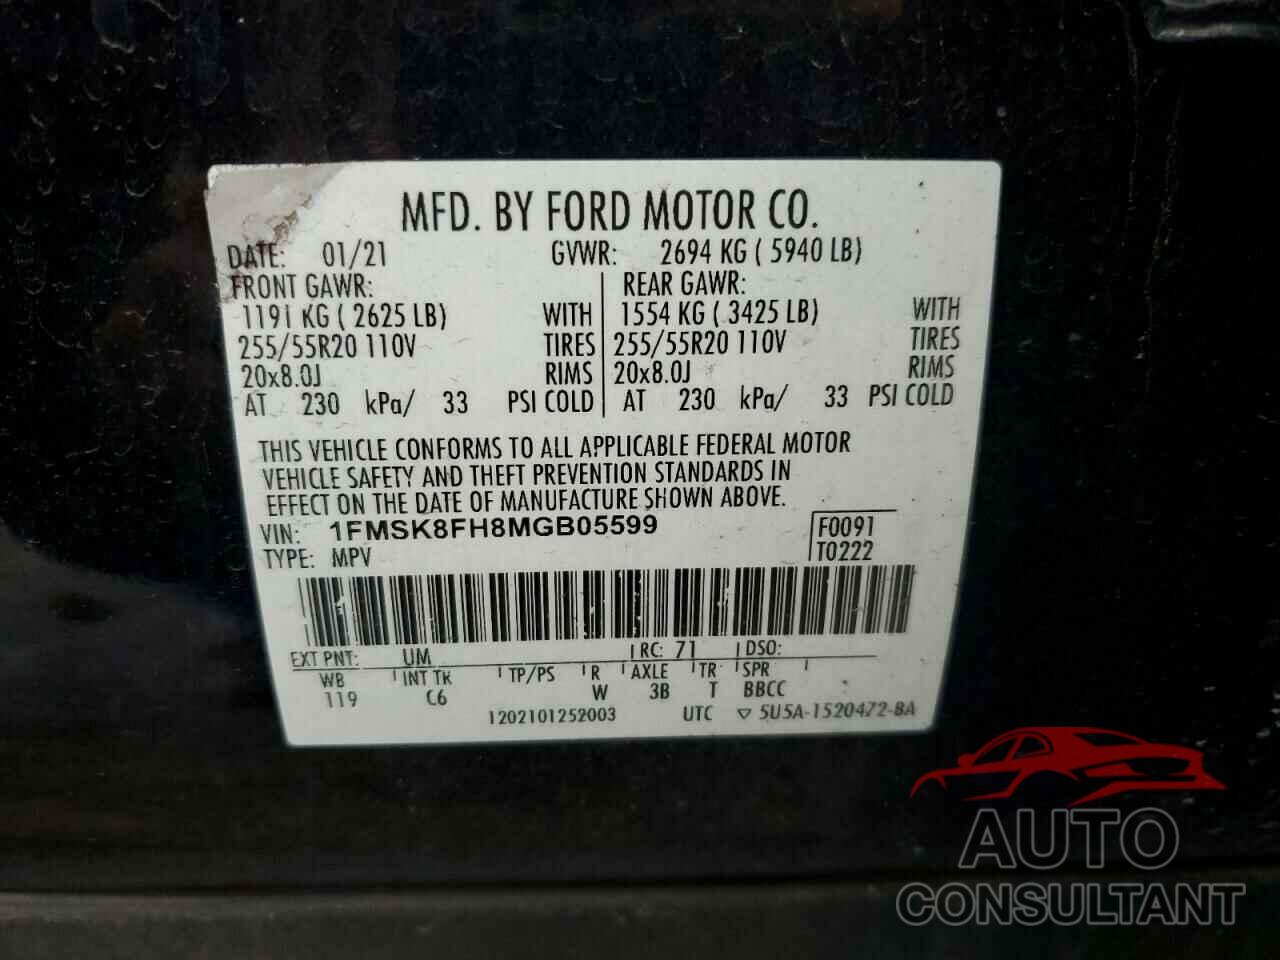 MFD. BY FORD MOTOR CO.
DATE: 01/21 GVWR: 2694 KG ( 5940 LB)
FRONT GAWR: REAR GAWR:
1191 KG ( 2625 LB) WITH 1554 KG ( 3425 LB) WITH
255/55R20 110V TIRES 255/55R20 110V TIRES
20x8.0J RIMS 20x8.0J RIMS
AT 230 kPa/ 33 PSI COLD AT 230 kPa/ 33 PSI COLD
THIS VEHICLE CONFORMS TO ALL APPLICABLE FEDERAL MOTOR
VEHICLE SAFETY AND THEFT PREVENTION STANDARDS IN
EFFECT ON THE DATE OF MANUFACTURE SHOWN ABOVE.
VIN: 1FMSK8FH8MGB05599 F0091
TYPE: MPV T0222
EXT PNT: UM RC: 71 DSO:
WB INT TK TP/PS R AXLE TR SPR
119 C6 W 3B T BBCC
1202101252003 UTC ▽ 5U5A-1520472-BA
AUTO
CONSULTANT